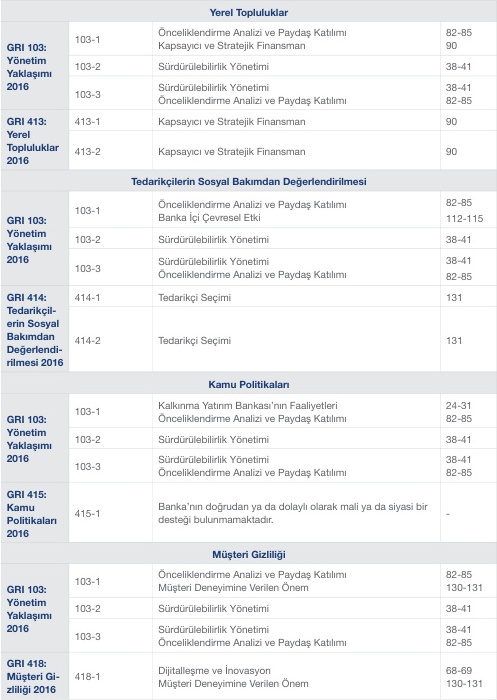 Yerel Topluluklar
GRI 103:
Yönetim
Yaklaşımı
2016
103-1
Önceliklendirme Analizi ve Paydaş Katılımı
Kapsayıcı ve Stratejik Finansman
82-85
90
103-2
Sürdürülebilirlik Yönetimi
38-41
103-3
Sürdürülebilirlik Yönetimi
Önceliklendirme Analizi ve Paydaş Katılımı
38-41
82-85
GRI 413:
Yerel
Topluluklar
2016
413-1
Kapsayıcı ve Stratejik Finansman
90
413-2
Kapsayıcı ve Stratejik Finansman
90
Tedarikçilerin Sosyal Bakımdan Değerlendirilmesi
GRI 103:
Yönetim
Yaklaşımı
2016
103-1
Önceliklendirme Analizi ve Paydaş Katılımı
Banka İçi Çevresel Etki
82-85
112-115
103-2
Sürdürülebilirlik Yönetimi
38-41
103-3
Sürdürülebilirlik Yönetimi
Önceliklendirme Analizi ve Paydaş Katılımı
38-41
82-85
GRI 414:
Tedarikçil-
erin Sosyal
Bakımdan
Değerlendi-
rilmesi 2016
414-1
Tedarikçi Seçimi
131
414-2
Tedarikçi Seçimi
131
Kamu Politikaları
GRI 103:
Yönetim
Yaklaşımı
2016
103-1
Kalkınma Yatırım Bankası'nın Faaliyetleri
Önceliklendirme Analizi ve Paydaş Katılımı
24-31
82-85
103-2
Sürdürülebilirlik Yönetimi
38-41
103-3
Sürdürülebilirlik Yönetimi
Önceliklendirme Analizi ve Paydaş Katılımı
38-41
82-85
GRI 415:
Kamu
Politikaları
2016
415-1
Banka'nın doğrudan ya da dolaylı olarak mali ya da siyasi bir
desteği bulunmamaktadır.
-
Müşteri Gizliliği
GRI 103:
Yönetim
Yaklaşımı
2016
103-1
Önceliklendirme Analizi ve Paydaş Katılımı
Müşteri Deneyimine Verilen Önem
82-85
130-131
103-2
Sürdürülebilirlik Yönetimi
38-41
103-3
Sürdürülebilirlik Yönetimi
Önceliklendirme Analizi ve Paydaş Katılımı
38-41
82-85
GRI 418:
Müşteri Gi-
zliliği 2016
418-1
Dijitalleşme ve İnovasyon
Müşteri Deneyimine Verilen Önem
68-69
130-131